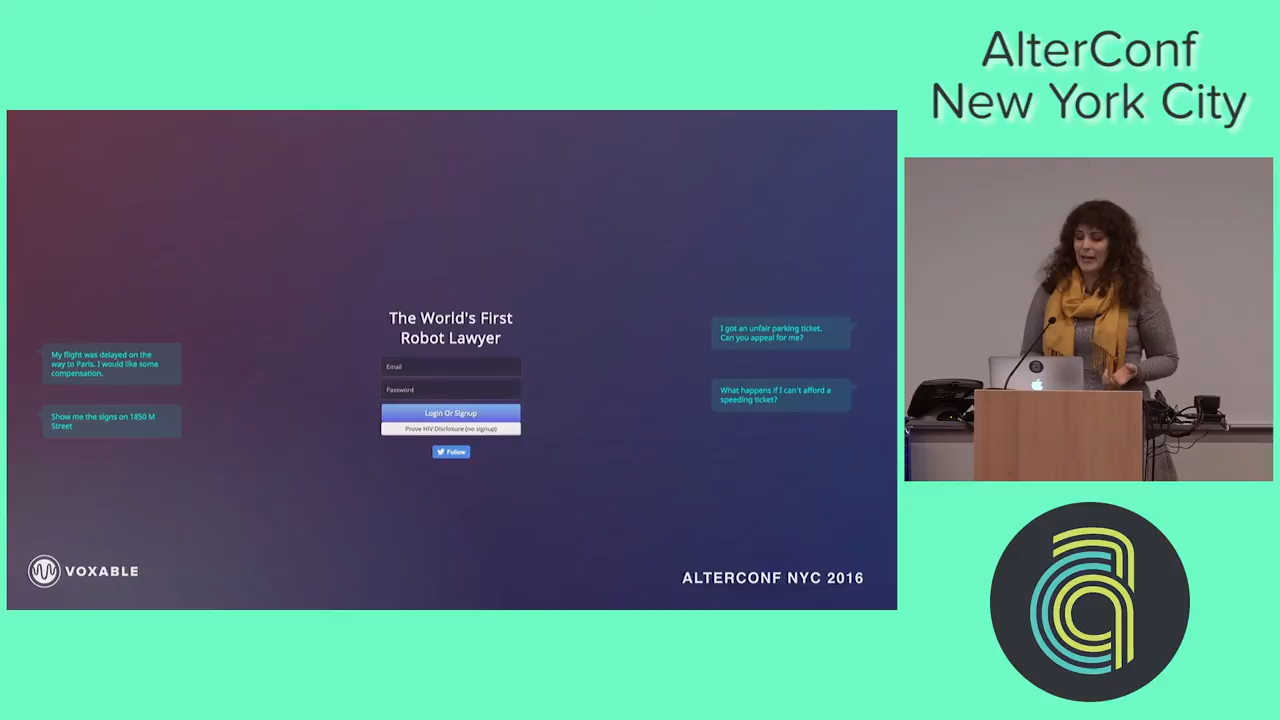 AlterConf
New York City
The World's First
Robot Lawyer
Email
Password
Login Or Signup
Prove HIV Disclosure (no signup)
Follow
My flight was delayed on the
way to Paris. I would like some
compensation.
Show me the signs on 1850 M
Street
I got an unfair parking ticket.
Can you appeal for me?
What happens if I can't afford a
speeding ticket?
VOXABLE
ALTERCONF NYC 2016